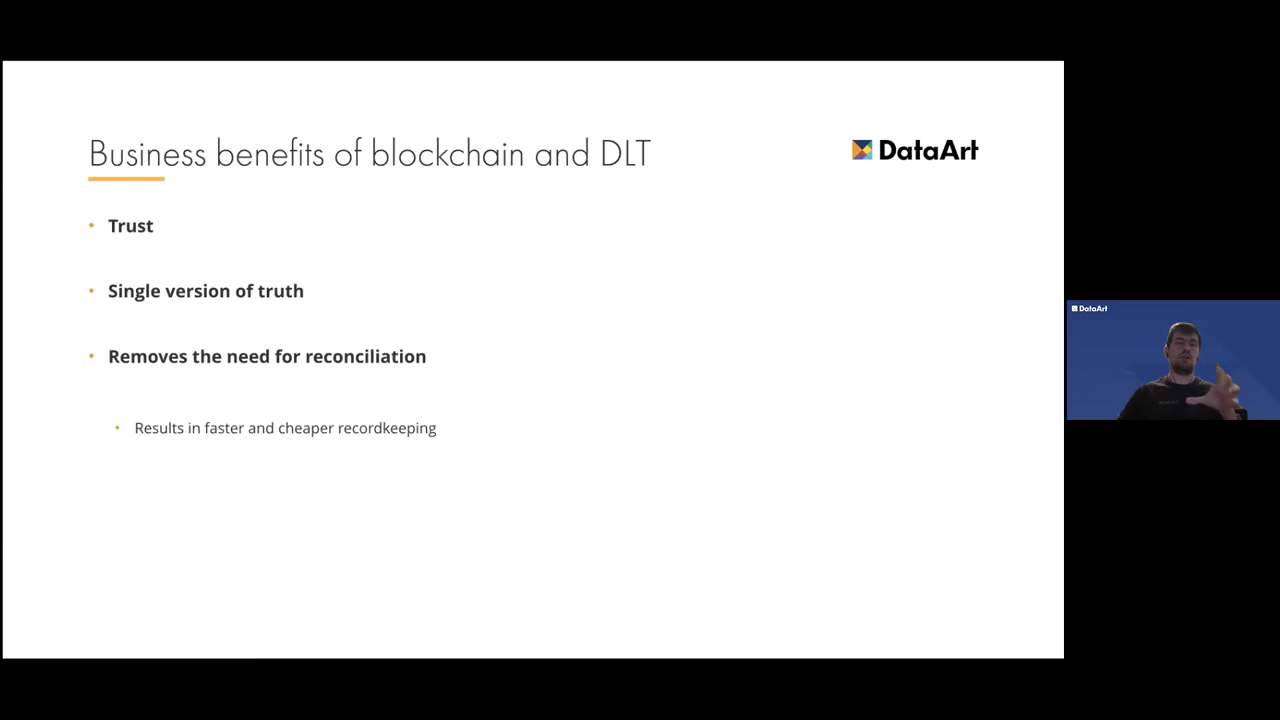 Business benefits of blockchain and DLT
DataArt
Trust
Single version of truth
Removes the need for reconciliation
Results in faster and cheaper recordkeeping
DataArt